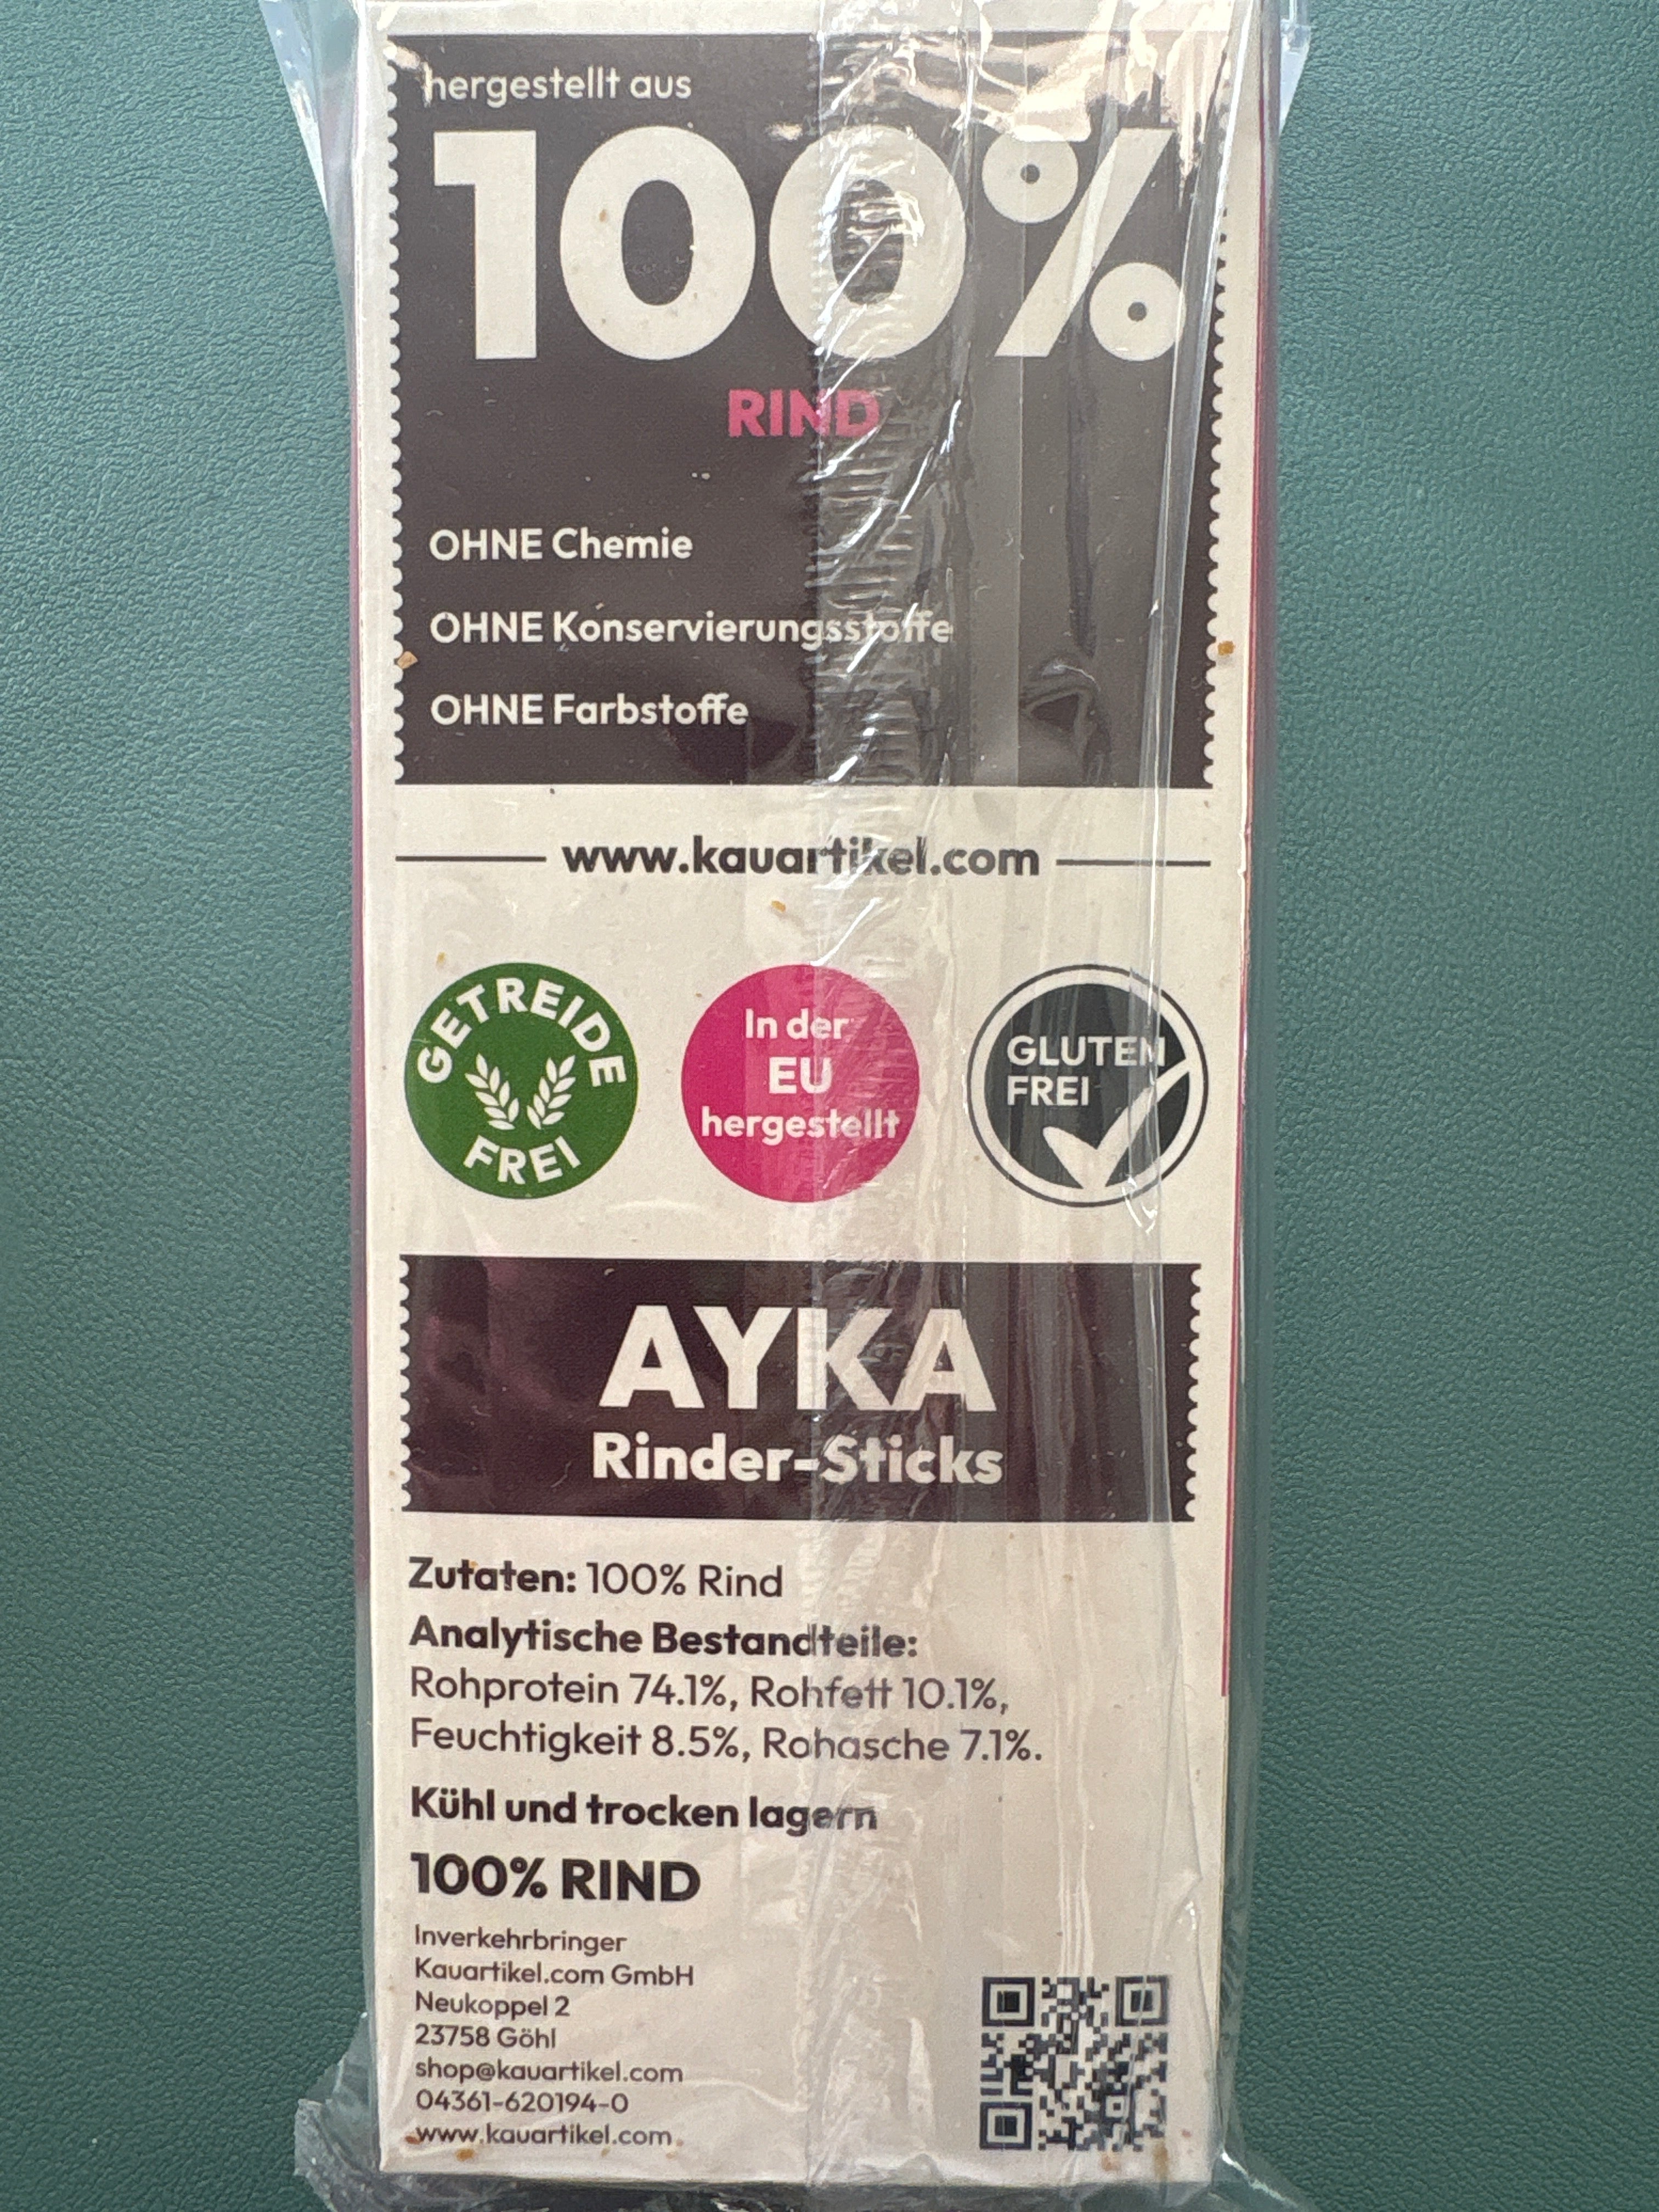 hergestellt aus
100%
RIND
OHNE Chemie
OHNE Konservierungsstoffe
OHNE Farbstoffe
www.kauartikel.com
GETREIDE
FREI
In der
EU
hergestellt
GLUTEN
FREI
AYKA
Rinder-Sticks
Zutaten: 100% Rind
Analytische Bestandteile:
Rohprotein 74.1%, Rohfett 10.1%,
Feuchtigkeit 8.5%, Rohasche 7.1%.
Kühl und trocken lagern
100% RIND
Inverkehrbringer
Kauartikel.com GmbH
Neukoppel 2
23758 Göhl
shop@kauartikel.com
04361-620194-0
www.kauartikel.com